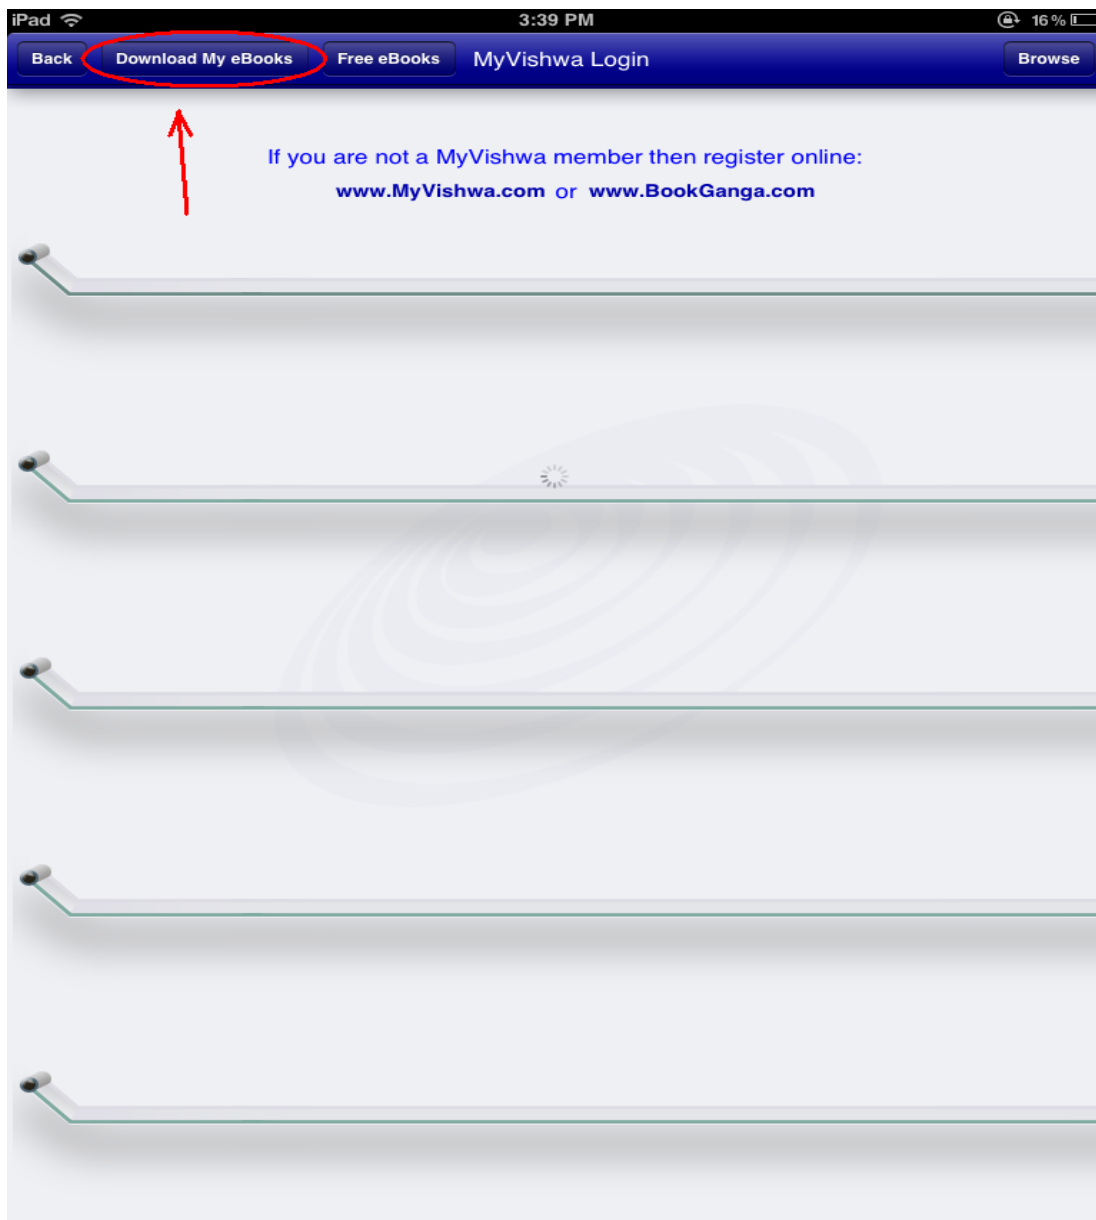 iPad 3:39 PM 16%
Back Download My eBooks Free eBooks MyVishwa Login Browse
If you are not a MyVishwa member then register online:
www.MyVishwa.com or www.BookGanga.com